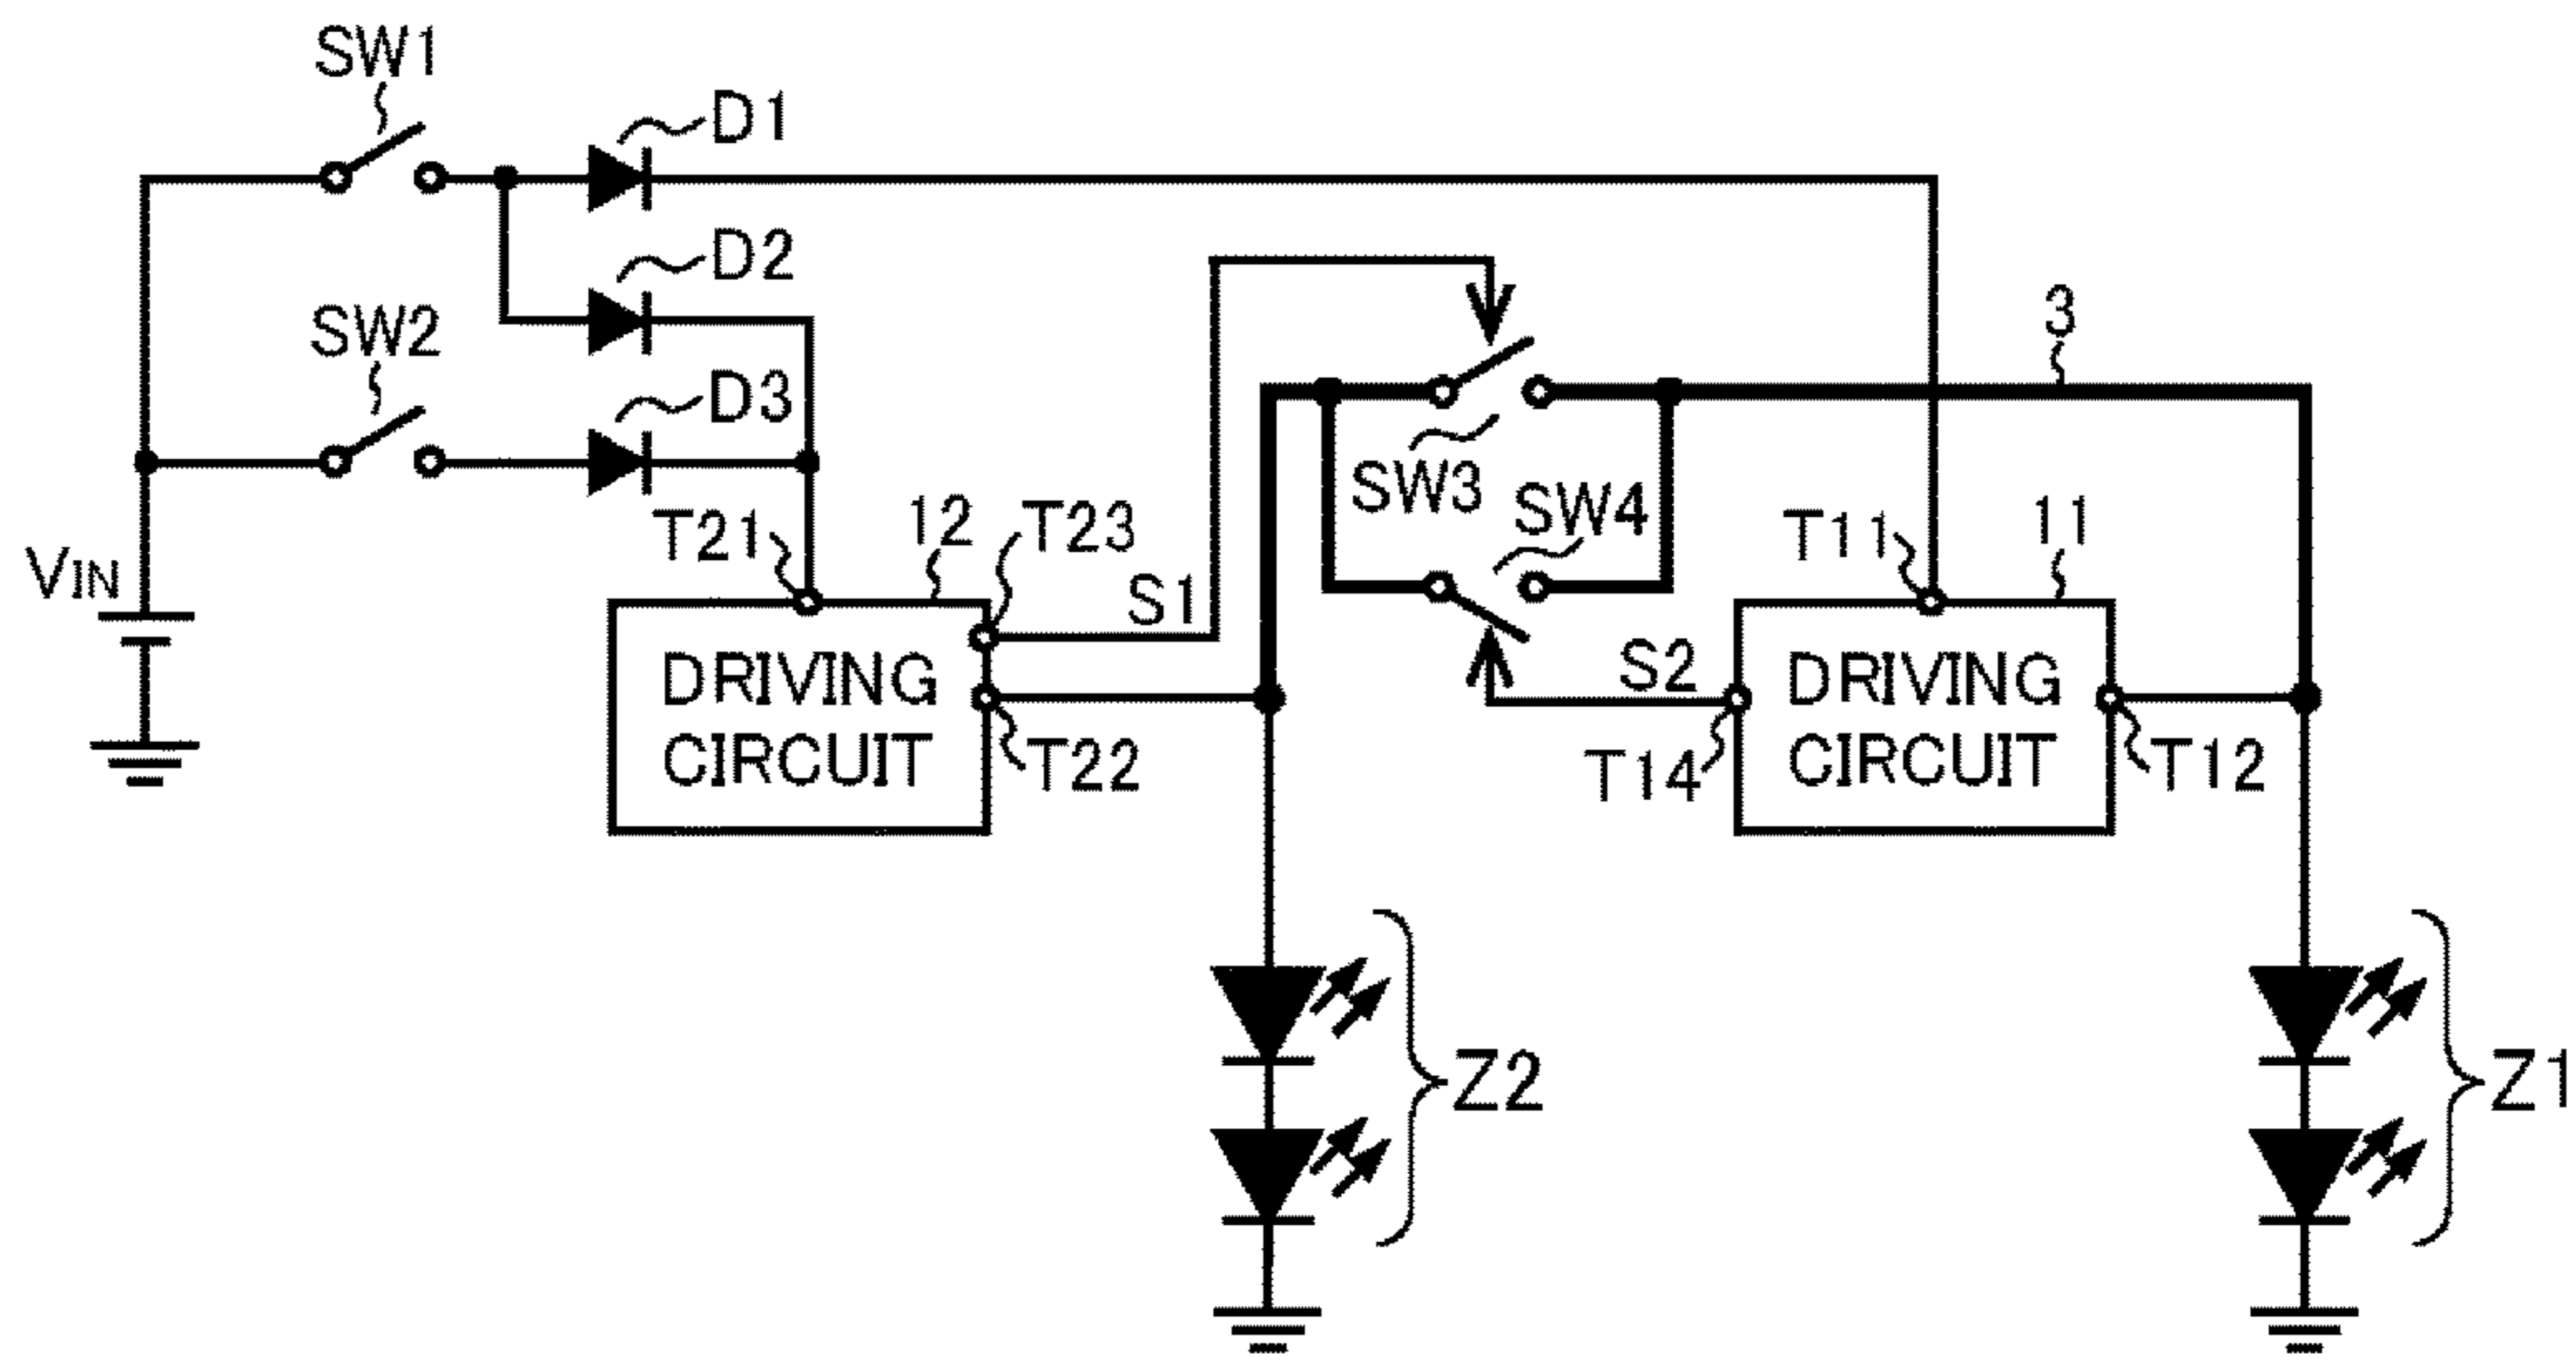 SW1
D1
D2
SW2
D3
3
SW3
SW4
T21
12
T23
T11
11
VIN
S1
S2
DRIVING
CIRCUIT
T22
T14
DRIVING
CIRCUIT
T12
Z2
Z1